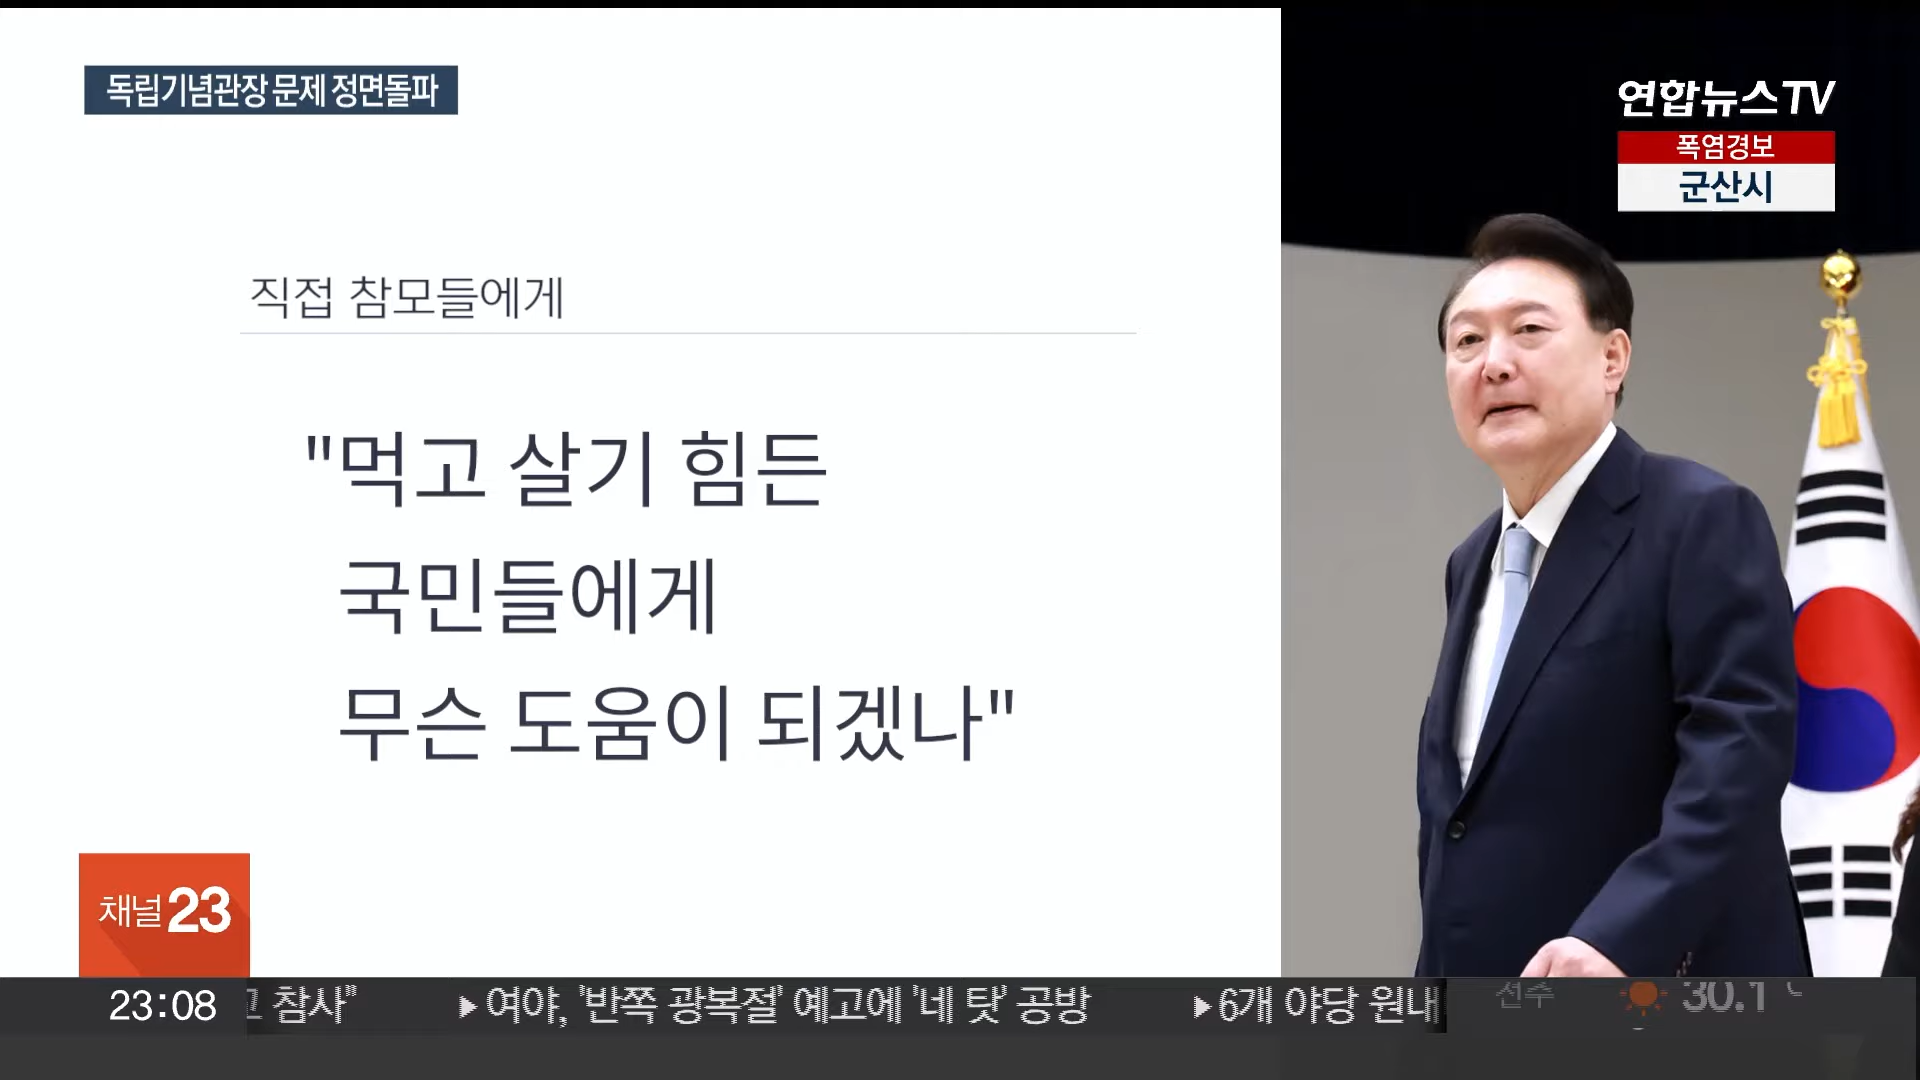 독립기념관장 문제 정면돌파
연합뉴스TV
폭염경보
군산시
직접 참모들에게
"먹고 살기 힘든
국민들에게
무슨 도움이 되겠나"
채널23
23:08
참사" ▶여야, '반쪽 광복절' 예고에 '네 탓' 공방 ▶6개 야당 원내
전주 30.1 ℃